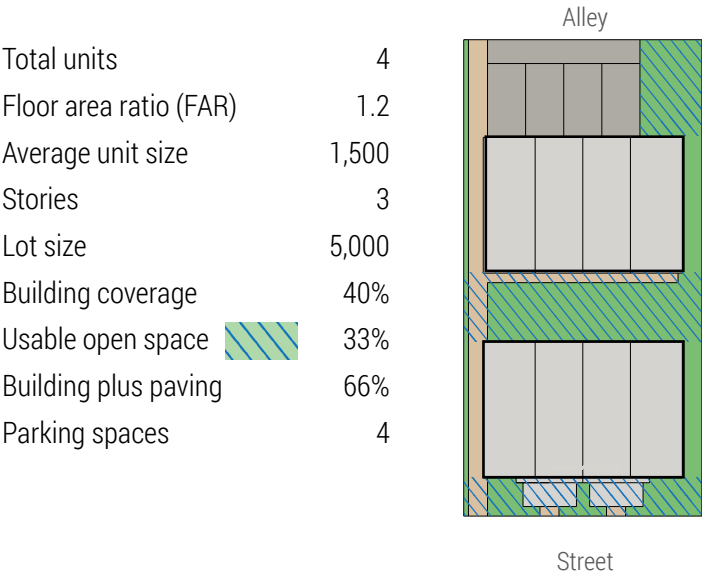 Alley
Total units 4
Floor area ratio (FAR) 1.2
Average unit size 1,500
Stories 3
Lot size 5,000
Building coverage 40%
Usable open space 33%
Building plus paving 66%
Parking spaces 4
Street